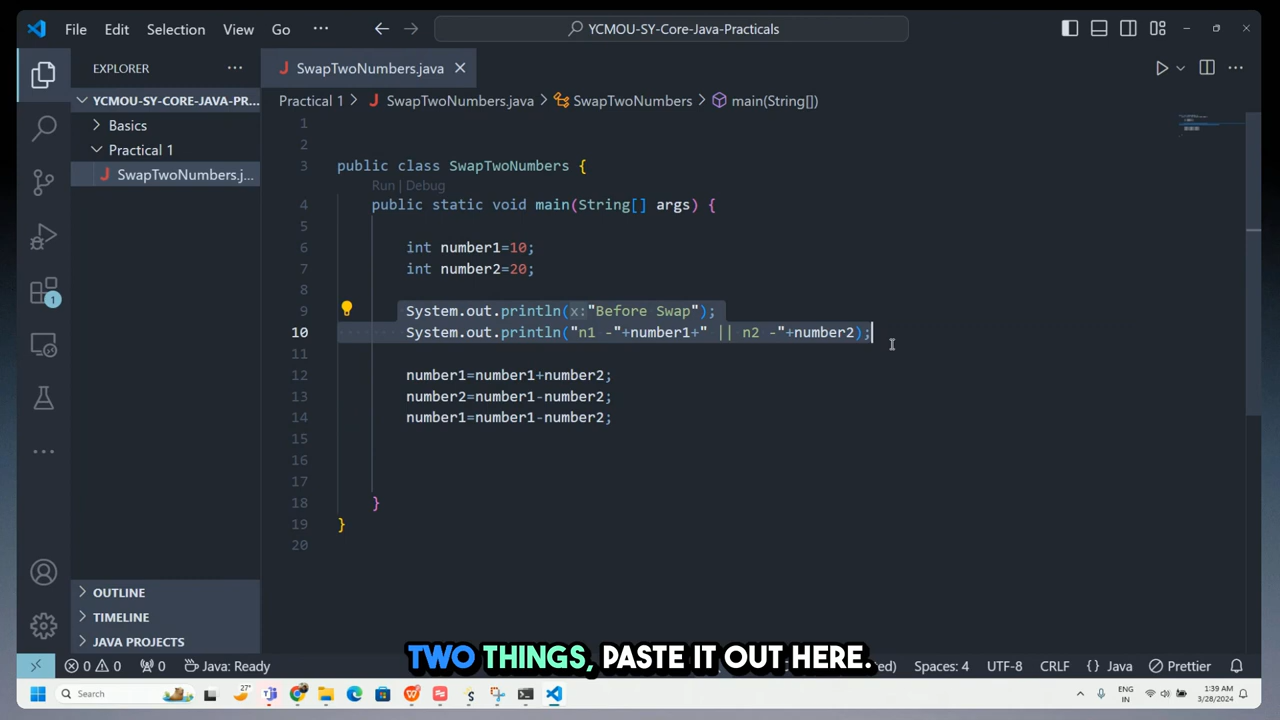 File Edit Selection View Go ··· YCMOU-SY-Core-Java-Practicals
EXPLORER ···
YCMOU-SY-CORE-JAVA-PR...
Basics
Practical 1
SwapTwoNumbers.j...
OUTLINE
TIMELINE
JAVA PROJECTS
SwapTwoNumbers.java
Practical 1 > SwapTwoNumbers.java > SwapTwoNumbers > main(String[])
1
2
3 public class SwapTwoNumbers {
Run | Debug
4 public static void main(String[] args) {
5
6 int number1=10;
7 int number2=20;
8
9 System.out.println(x:"Before Swap");
10 System.out.println("n1 -"+number1+" || n2 -"+number2);
11
12 number1=number1+number2;
13 number2=number1-number2;
14 number1=number1-number2;
15
16
17
18 }
19 }
20
1
TWO THINGS, PASTE IT OUT HERE.
0 0 0 Java: Ready ed) Spaces: 4 UTF-8 CRLF Java Prettier
Search 27° ENG IN 1:39 AM 3/28/2024